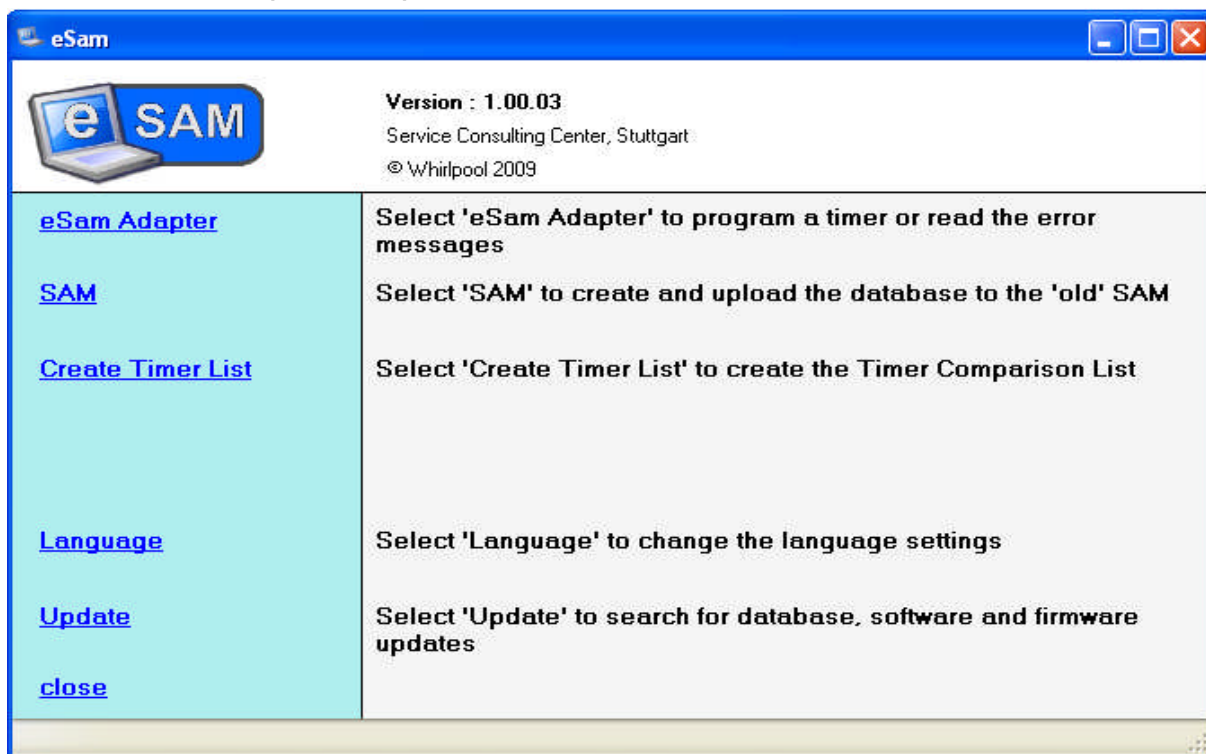 eSam
e SAM
Version : 1.00.03
Service Consulting Center, Stuttgart
© Whirlpool 2009
eSam Adapter
Select 'eSam Adapter' to program a timer or read the error
messages
SAM
Select 'SAM' to create and upload the database to the 'old' SAM
Create Timer List
Select 'Create Timer List' to create the Timer Comparison List
Language
Select 'Language' to change the language settings
Update
Select 'Update' to search for database, software and firmware
updates
close